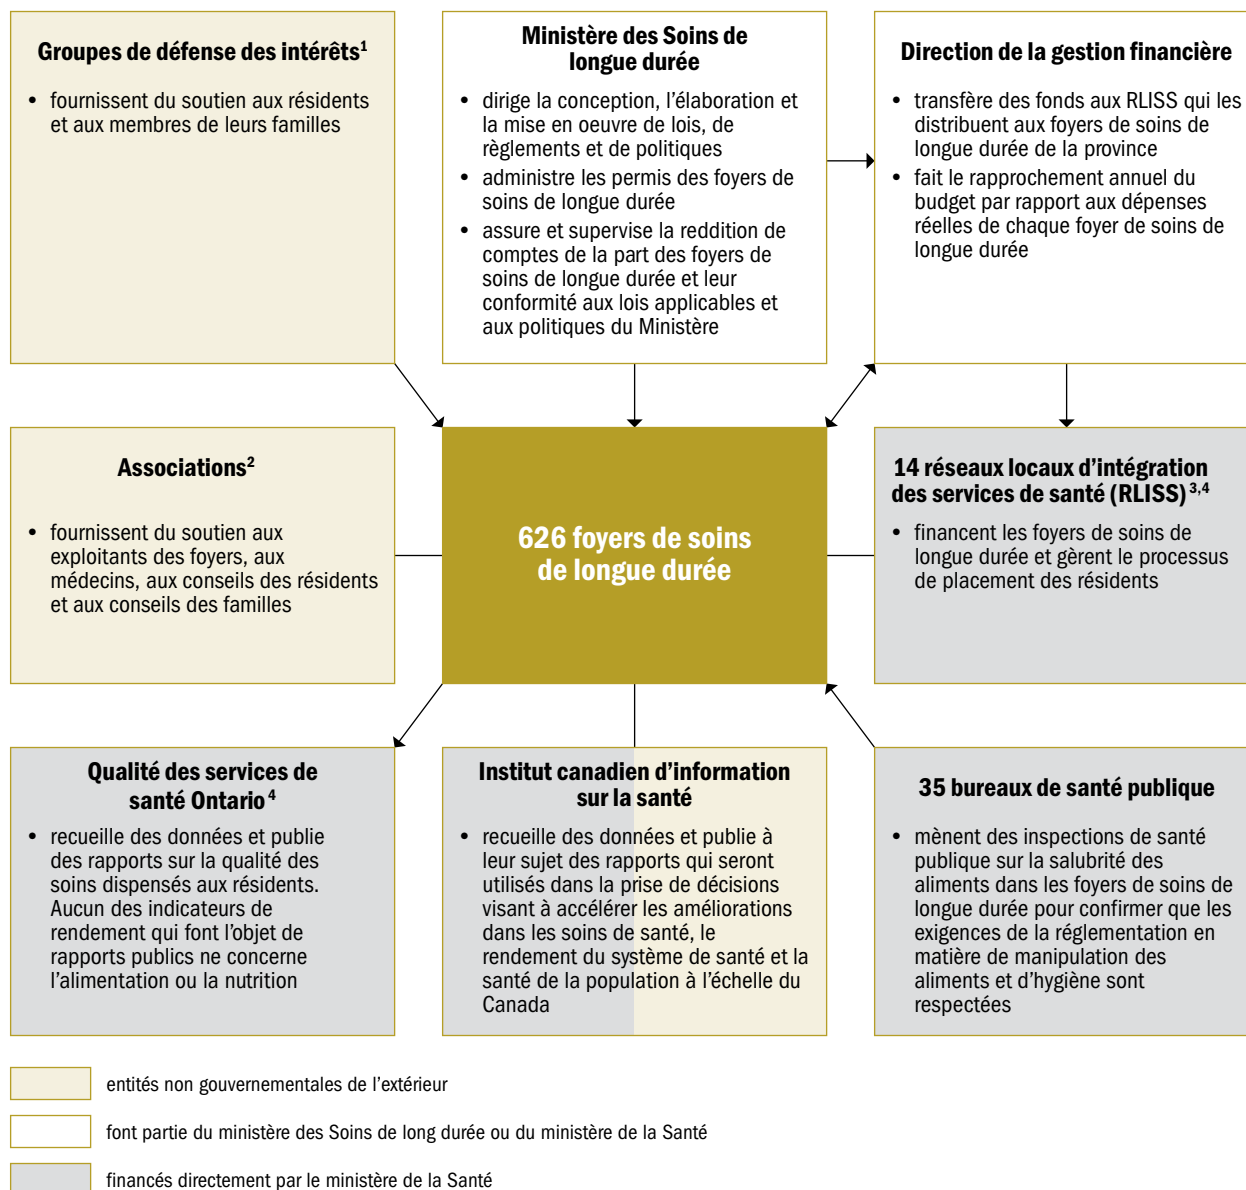 Groupes de défense des intérêts1
• fournissent du soutien aux résidents
et aux membres de leurs familles
Ministère des Soins de
longue durée
• dirige la conception, l'élaboration et
la mise en oeuvre de lois, de
règlements et de politiques
• administre les permis des foyers de
soins de longue durée
• assure et supervise la reddition de
comptes de la part des foyers de
soins de longue durée et leur
conformité aux lois applicables et
aux politiques du Ministère
Direction de la gestion financière
• transfère des fonds aux RLISS qui les
distribuent aux foyers de soins de
longue durée de la province
• fait le rapprochement annuel du
budget par rapport aux dépenses
réelles de chaque foyer de soins de
longue durée
Associations2
• fournissent du soutien aux
exploitants des foyers, aux
médecins, aux conseils des résidents
et aux conseils des familles
626 foyers de soins
de longue durée
14 réseaux locaux d'intégration
des services de santé (RLISS) 3,4
• financent les foyers de soins de
longue durée et gèrent le processus
de placement des résidents
Qualité des services de
santé Ontario 4
• recueille des données et publie
des rapports sur la qualité des
soins dispensés aux résidents.
Aucun des indicateurs de
rendement qui font l'objet de
rapports publics ne concerne
l'alimentation ou la nutrition
Institut canadien d'information
sur la santé
• recueille des données et publie à
leur sujet des rapports qui seront
utilisés dans la prise de décisions
visant à accélérer les améliorations
dans les soins de santé, le
rendement du système de santé et la
santé de la population à l'échelle du
Canada
35 bureaux de santé publique
• mènent des inspections de santé
publique sur la salubrité des
aliments dans les foyers de soins de
longue durée pour confirmer que les
exigences de la réglementation en
matière de manipulation des
aliments et d'hygiène sont
respectées
entités non gouvernementales de l'extérieur
font partie du ministère des Soins de long durée ou du ministère de la Santé
financés directement par le ministère de la Santé